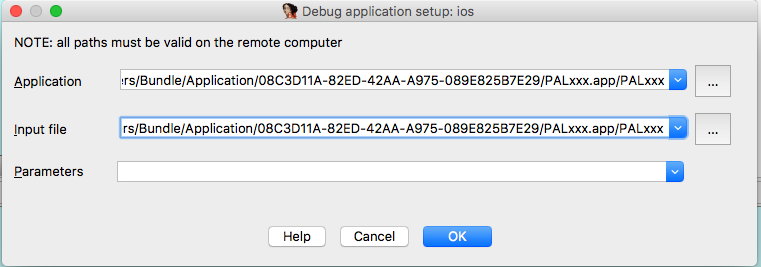 Debug application setup: ios
NOTE: all paths must be valid on the remote computer
Application ers/Bundle/Application/08C3D11A-82ED-42AA-A975-089E825B7E29/PALxxx.app/PALxxx ...
Input file rs/Bundle/Application/08C3D11A-82ED-42AA-A975-089E825B7E29/PALxxx.app/PALxxx ...
Parameters
Help Cancel OK